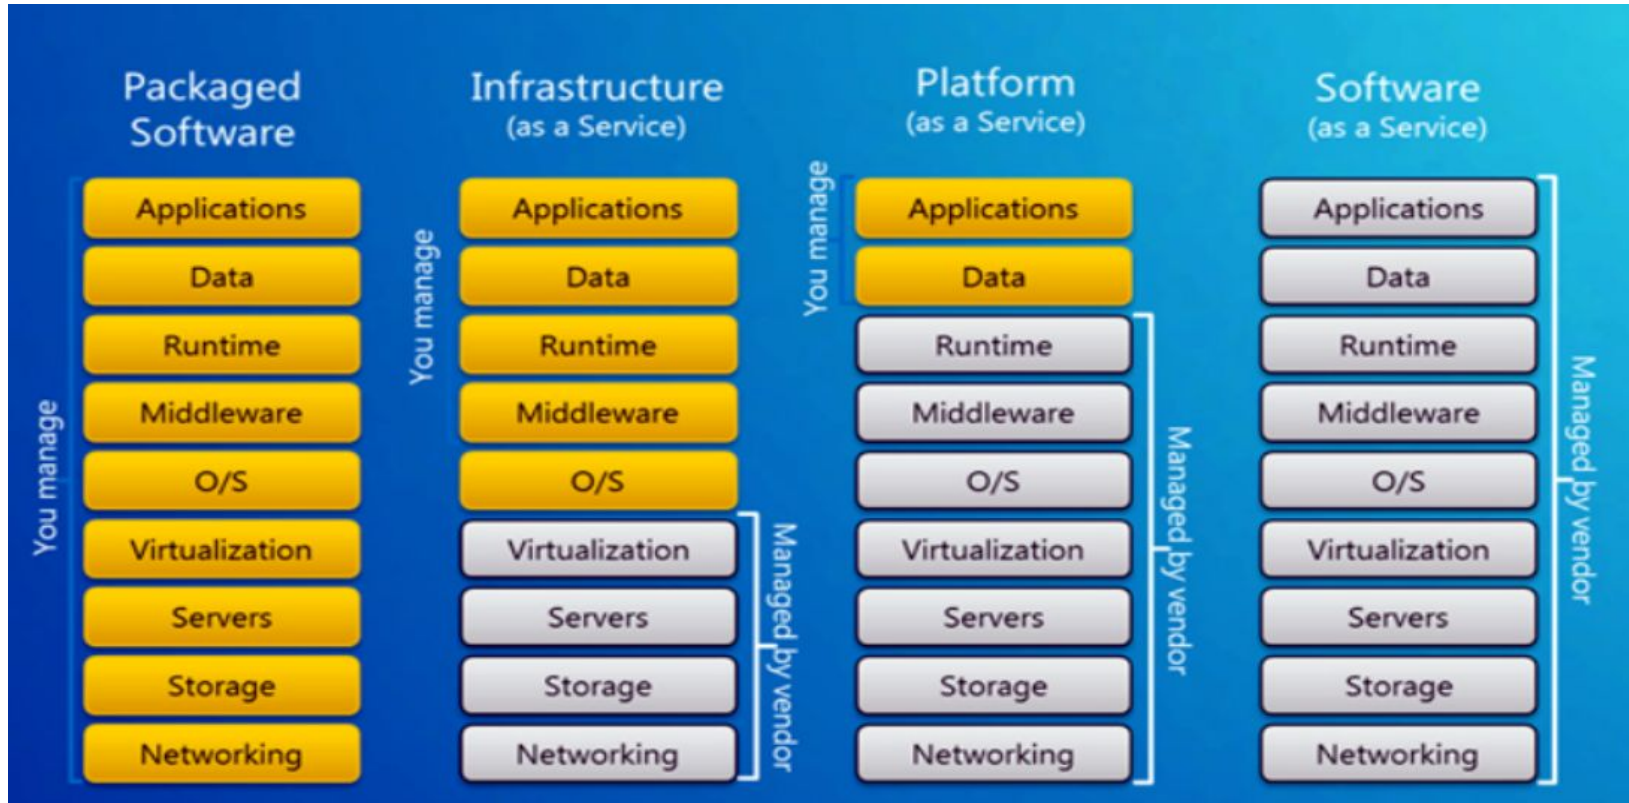 Packaged
Software
You manage
Applications
Data
Runtime
Middleware
O/S
Virtualization
Servers
Storage
Networking
Infrastructure
(as a Service)
You manage
Applications
Data
Runtime
Middleware
O/S
Virtualization
Servers
Storage
Networking
Managed by vendor
Platform
(as a Service)
You manage
Applications
Data
Runtime
Middleware
O/S
Virtualization
Servers
Storage
Networking
Managed by vendor
Software
(as a Service)
Applications
Data
Runtime
Middleware
O/S
Virtualization
Servers
Storage
Networking
Managed by vendor